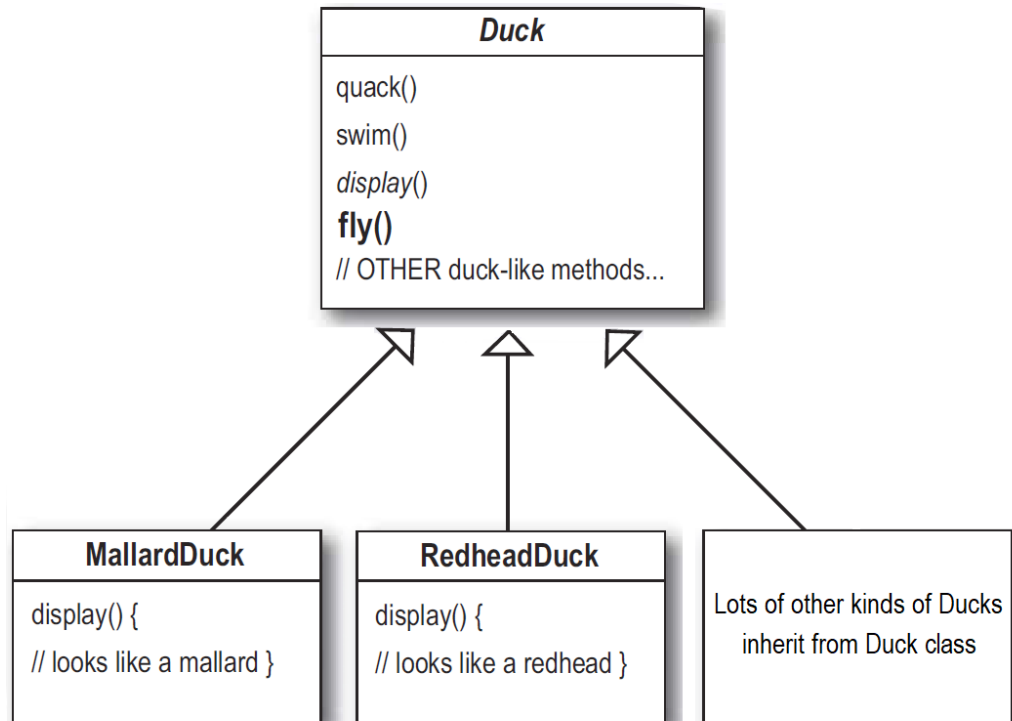 Duck
quack()
swim()
display()
fly()
// OTHER duck-like methods...
MallardDuck
display() {
// looks like a mallard }
RedheadDuck
display() {
// looks like a redhead }
Lots of other kinds of Ducks
inherit from Duck class